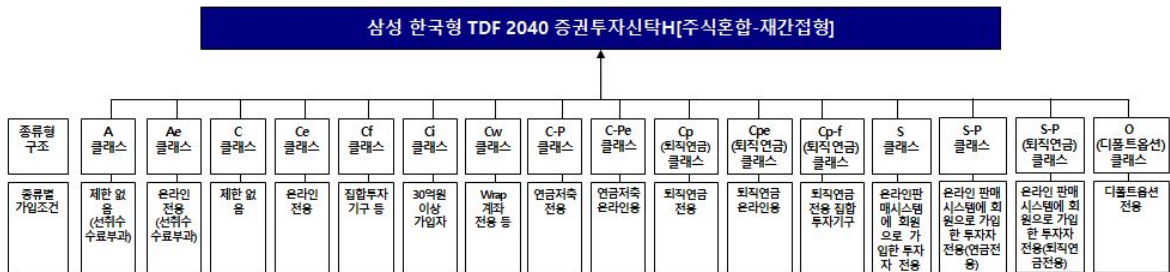 삼성 한국형 TDF 2040 증권투자신탁H[주식혼합-재간접형]
종류형
구조
A
클래스
Ae
클래스
C
클래스
Ce
클래스
Cf
클래스
Ci
클래스
Cw
클래스
C-P
클래스
C-Pe
클래스
Cp
(퇴직연금)
클래스
Cpe
(퇴직연금)
클래스
Cp-f
(퇴직연금)
클래스
S
클래스
S-P
클래스
S-P
(퇴직연금)
클래스
O
(디폴트옵션)
클래스
종류별
가입조건
제한 없
음
(선취수
수료부과)
온라인
전용
(선취수
수료부과)
제한 없
음
온라인
전용
집합투자
기구 등
30억원
이상
가입자
Wrap
계좌
전용 등
연금저축
전용
연금저축
온라인용
퇴직연금
전용
퇴직연금
온라인용
퇴직연금
전용 집합
투자기구
온라인판
매시스템
에 회원
으로 가
입한 투자
자 전용
온라인 판매
시스템에 회
원으로 가입
한 투자자
전용(연금전
용)
온라인 판매
시스템에 회
원으로 가입
한 투자자
전용(퇴직연
금전용)
디폴트옵션
전용